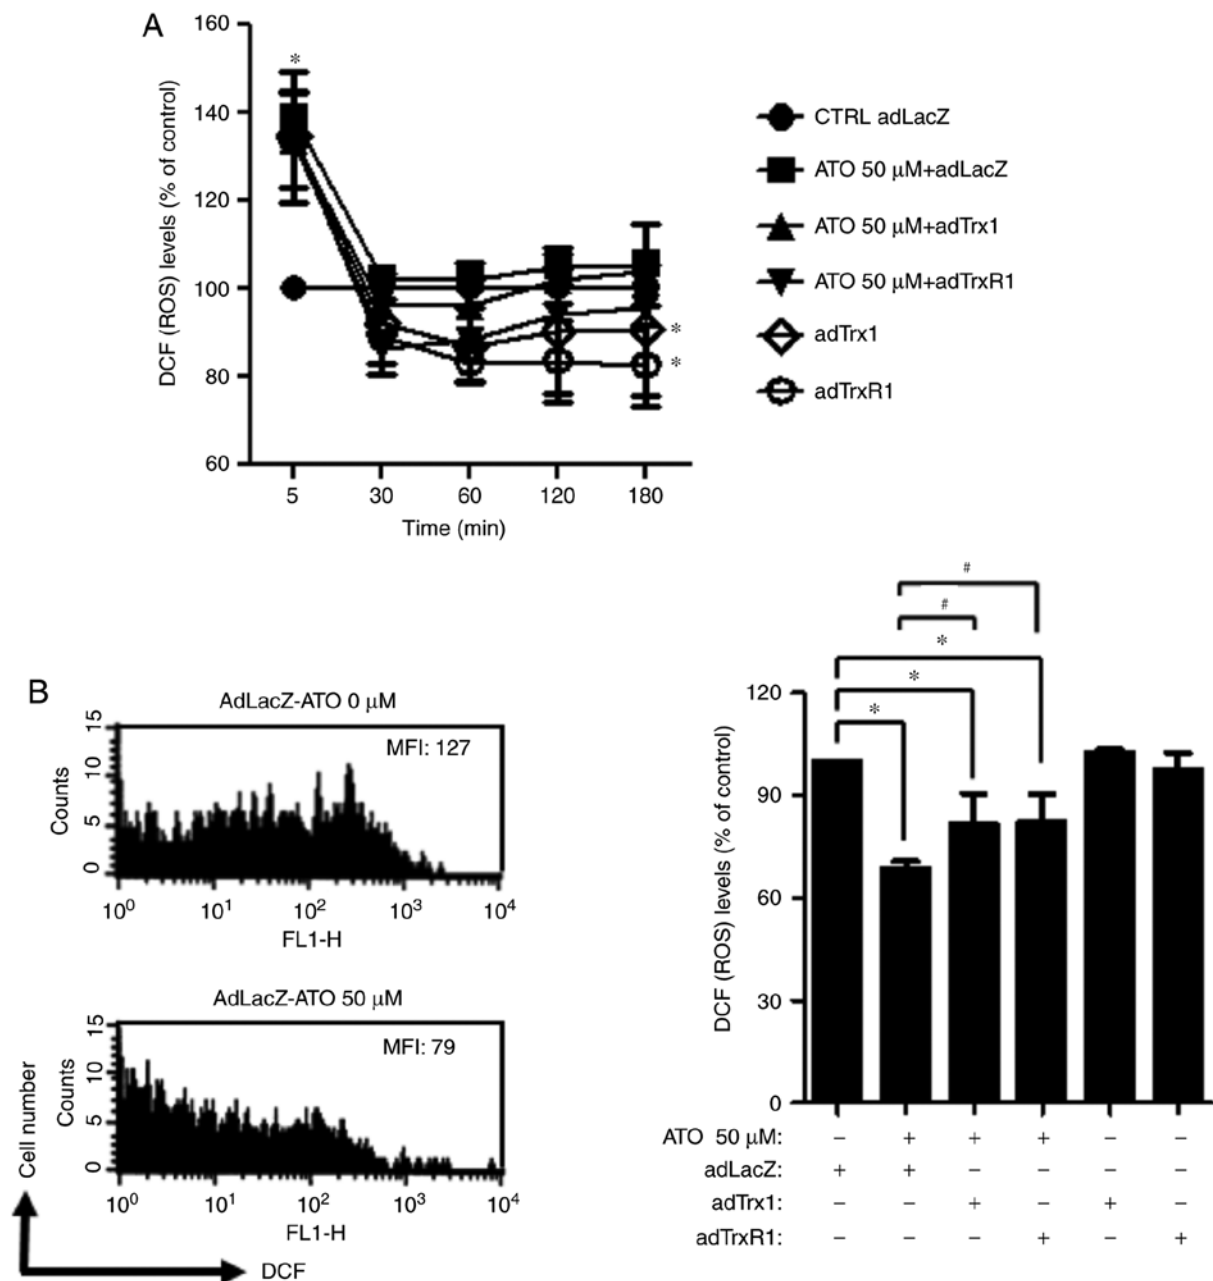 A
160
140
120
100
80
60
DCF (ROS) levels (% of control)
*
*
*
5 30 60 120 180
Time (min)
CTRL adLacZ
ATO 50 μM+adLacZ
ATO 50 μM+adTrx1
ATO 50 μM+adTrxR1
adTrx1
adTrxR1
B
AdLacZ-ATO 0 μM
MFI: 127
15
10
5
0
Counts
10⁰ 10¹ 10² 10³ 10⁴
FL1-H
AdLacZ-ATO 50 μM
MFI: 79
15
10
5
0
Counts
10⁰ 10¹ 10² 10³ 10⁴
FL1-H
Cell number
DCF
#
#
*
*
*
120
90
60
30
0
DCF (ROS) levels (% of control)
ATO 50 μM: – + + + – –
adLacZ: + + – – – –
adTrx1: – – + – + –
adTrxR1: – – – + – +